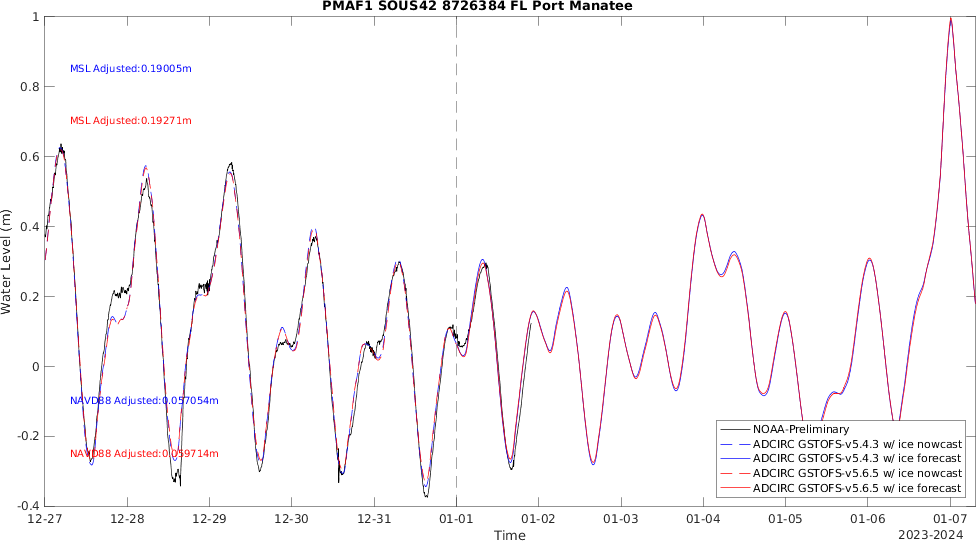 PMAF1 SOUS42 8726384 FL Port Manatee
1
0.8
0.6
0.4
0.2
0
-0.2
-0.4
Water Level (m)
MSL Adjusted:0.19005m
MSL Adjusted:0.19271m
NAVD88 Adjusted:0.057054m
NAVD88 Adjusted:0.059714m
NOAA-Preliminary
ADCIRC GSTOFS-v5.4.3 w/ ice nowcast
ADCIRC GSTOFS-v5.4.3 w/ ice forecast
ADCIRC GSTOFS-v5.6.5 w/ ice nowcast
ADCIRC GSTOFS-v5.6.5 w/ ice forecast
12-27 12-28 12-29 12-30 12-31 01-01 01-02 01-03 01-04 01-05 01-06 01-07
Time
2023-2024